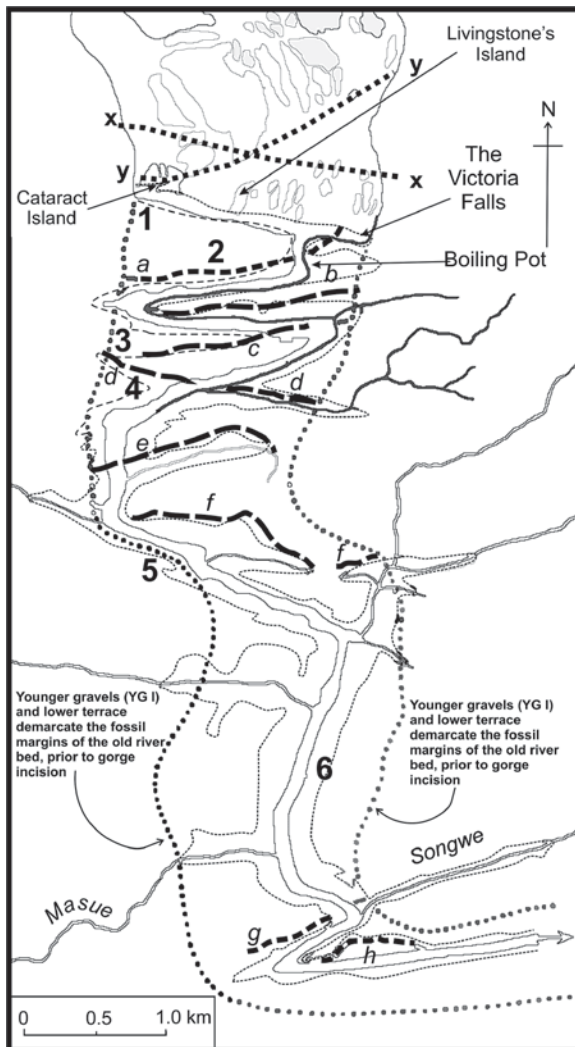 Livingstone's
Island
y
N
x
y
x
Cataract
Island
The
Victoria
Falls
1
2
a
Boiling Pot
b
3
c
d
4
d
e
f
f
5
Younger gravels (YG I)
and lower terrace
demarcate the fossil
margins of the old river
bed, prior to gorge
incision
Younger gravels (YG I)
and lower terrace
demarcate the fossil
margins of the old river
bed, prior to gorge
incision
6
Songwe
Masue
g
h
0 0.5 1.0 km